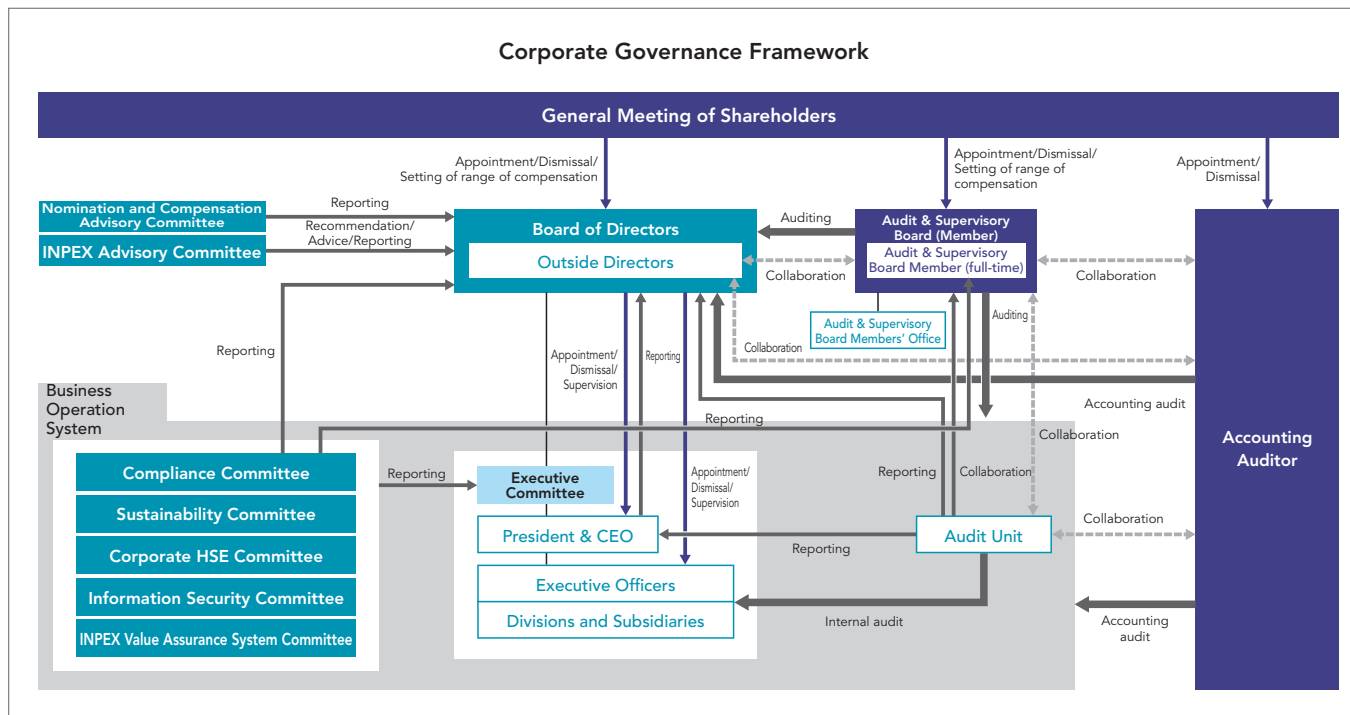 Corporate Governance Framework
General Meeting of Shareholders
Appointment/Dismissal/
Setting of range of compensation
Appointment/Dismissal/
Setting of range of
compensation
Appointment/
Dismissal
Nomination and Compensation
Advisory Committee
Reporting
INPEX Advisory Committee
Recommendation/
Advice/Reporting
Board of Directors
Outside Directors
Auditing
Audit & Supervisory
Board (Member)
Audit & Supervisory
Board Member (full-time)
Collaboration
Collaboration
Audit & Supervisory
Board Members' Office
Auditing
Reporting
Appointment/
Dismissal/
Supervision
Reporting
Collaboration
Accounting audit
Business
Operation
System
Reporting
Collaboration
Accounting
Auditor
Compliance Committee
Sustainability Committee
Corporate HSE Committee
Information Security Committee
INPEX Value Assurance System Committee
Reporting
Executive
Committee
Appointment/
Dismissal/
Supervision
Reporting
Collaboration
President & CEO
Reporting
Audit Unit
Collaboration
Executive Officers
Divisions and Subsidiaries
Internal audit
Accounting
audit